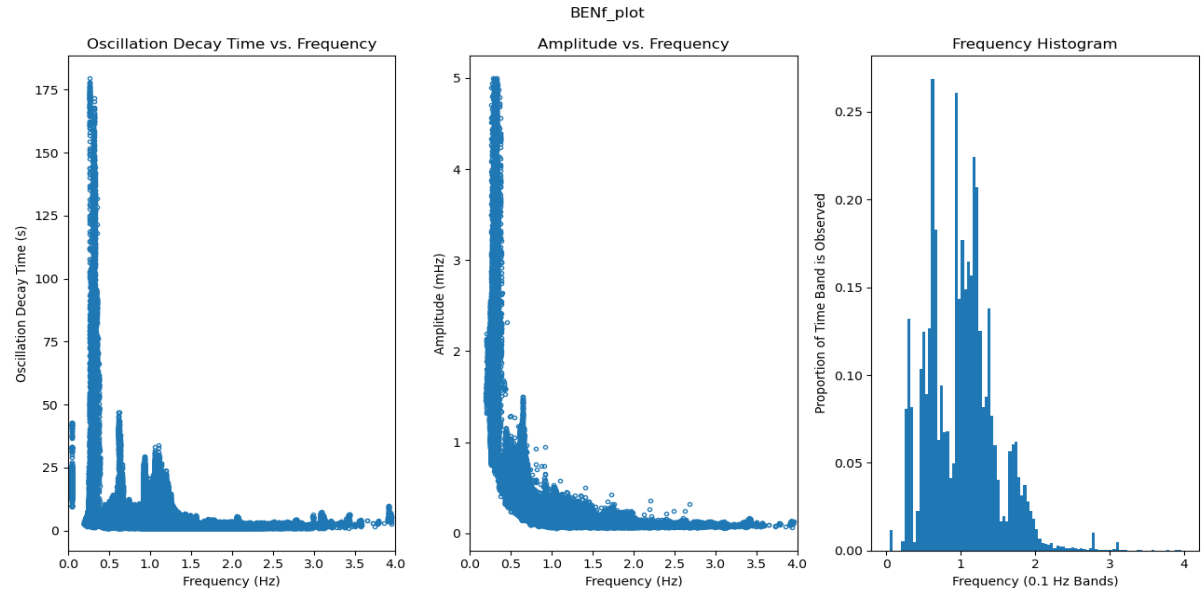 BENf_plot
Oscillation Decay Time vs. Frequency
Oscillation Decay Time (s)
175
150
125
100
75
50
25
0
0.0 0.5 1.0 1.5 2.0 2.5 3.0 3.5 4.0
Frequency (Hz)
Amplitude vs. Frequency
Amplitude (mHz)
5
4
3
2
1
0
0.0 0.5 1.0 1.5 2.0 2.5 3.0 3.5 4.0
Frequency (Hz)
Frequency Histogram
Proportion of Time Band is Observed
0.25
0.20
0.15
0.10
0.05
0.00
0 1 2 3 4
Frequency (0.1 Hz Bands)